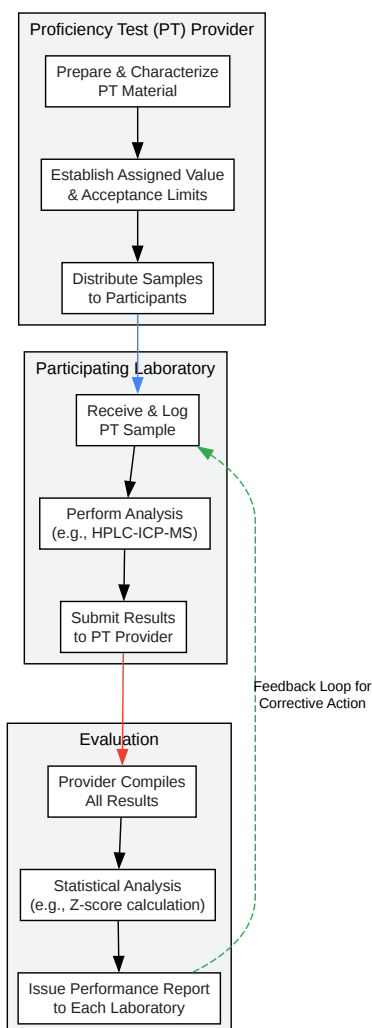 Proficiency Test (PT) Provider
Prepare & Characterize
PT Material
Establish Assigned Value
& Acceptance Limits
Distribute Samples
to Participants
Participating Laboratory
Receive & Log
PT Sample
Perform Analysis
(e.g., HPLC-ICP-MS)
Submit Results
to PT Provider
Feedback Loop for
Corrective Action
Evaluation
Provider Compiles
All Results
Statistical Analysis
(e.g., Z-score calculation)
Issue Performance Report
to Each Laboratory